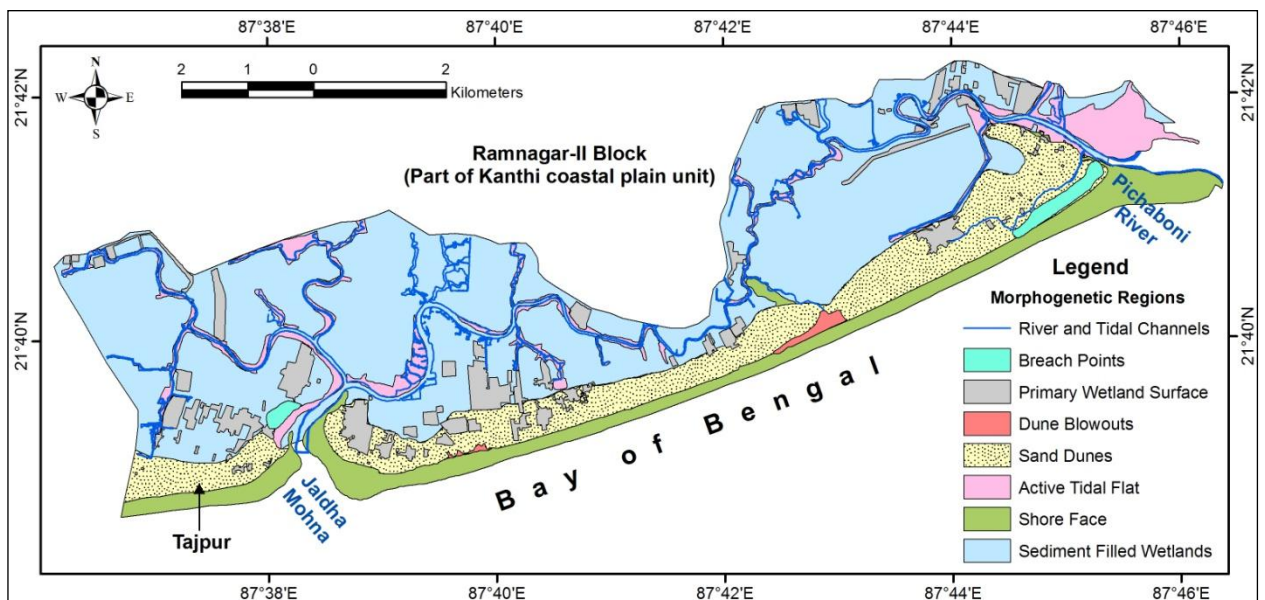 87°38'E 87°40'E 87°42'E 87°44'E 87°46'E
N
W E
S
2 1 0 2
Kilometers
21°42'N
21°42'N
Ramnagar-II Block
(Part of Kanthi coastal plain unit)
Pichaboni
River
21°40'N
21°40'N
Bay of Bengal
Jaldha
Mohna
Tajpur
Legend
Morphogenetic Regions
River and Tidal Channels
Breach Points
Primary Wetland Surface
Dune Blowouts
Sand Dunes
Active Tidal Flat
Shore Face
Sediment Filled Wetlands
87°38'E 87°40'E 87°42'E 87°44'E 87°46'E